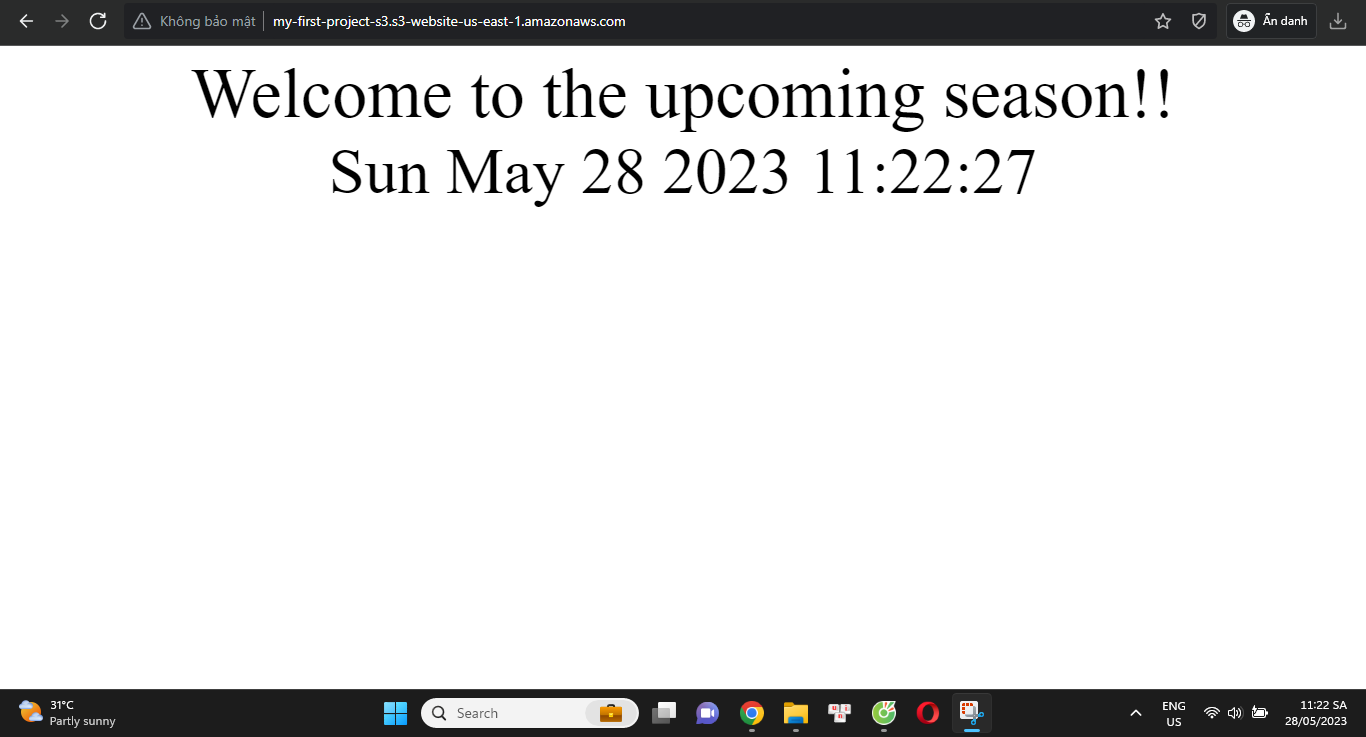 Không bảo mật
my-first-project-s3.s3-website-us-east-1.amazonaws.com
Ẩn danh
Welcome to the upcoming season!!
Sun May 28 2023 11:22:27
31°C
Partly sunny
Search
ENG
US
11:22 SA
28/05/2023